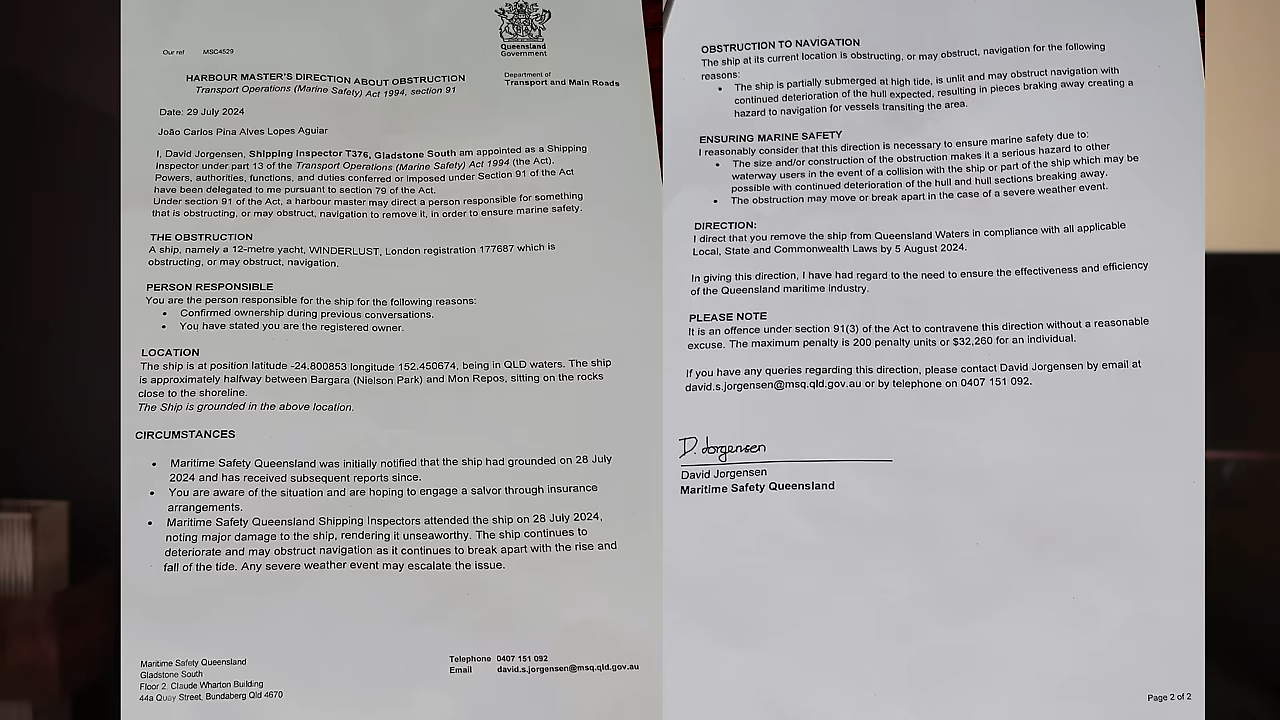 Queensland
Government
Our ref MSC4529
Department of
Transport and Main Roads
HARBOUR MASTER'S DIRECTION ABOUT OBSTRUCTION
Transport Operations (Marine Safety) Act 1994, section 91
Date: 29 July 2024
João Carlos Pina Alves Lopes Aguiar
I, David Jorgensen, Shipping Inspector T376, Gladstone South am appointed as a Shipping
Inspector under part 13 of the Transport Operations (Marine Safety) Act 1994 (the Act).
Powers, authorities, functions, and duties conferred or imposed under Section 91 of the Act
have been delegated to me pursuant to section 79 of the Act.
Under section 91 of the Act, a harbour master may direct a person responsible for something
that is obstructing, or may obstruct, navigation to remove it, in order to ensure marine safety.
THE OBSTRUCTION
A ship, namely a 12-metre yacht, WINDERLUST, London registration 177687 which is
obstructing, or may obstruct, navigation.
PERSON RESPONSIBLE
You are the person responsible for the ship for the following reasons:
• Confirmed ownership during previous conversations.
• You have stated you are the registered owner.
LOCATION
The ship is at position latitude -24.800853 longitude 152.450674, being in QLD waters. The ship
is approximately halfway between Bargara (Nielson Park) and Mon Repos, sitting on the rocks
close to the shoreline.
The Ship is grounded in the above location.
CIRCUMSTANCES
• Maritime Safety Queensland was initially notified that the ship had grounded on 28 July
2024 and has received subsequent reports since.
• You are aware of the situation and are hoping to engage a salvor through insurance
arrangements.
• Maritime Safety Queensland Shipping Inspectors attended the ship on 28 July 2024,
noting major damage to the ship, rendering it unseaworthy. The ship continues to
deteriorate and may obstruct navigation as it continues to break apart with the rise and
fall of the tide. Any severe weather event may escalate the issue.
Maritime Safety Queensland
Gladstone South
Floor 2, Claude Wharton Building
44a Quay Street, Bundaberg Qld 4670
Telephone 0407 151 092
Email david.s.jorgensen@msq.qld.gov.au
OBSTRUCTION TO NAVIGATION
The ship at its current location is obstructing, or may obstruct, navigation for the following
reasons:
• The ship is partially submerged at high tide, is unlit and may obstruct navigation with
continued deterioration of the hull expected, resulting in pieces braking away creating a
hazard to navigation for vessels transiting the area.
ENSURING MARINE SAFETY
I reasonably consider that this direction is necessary to ensure marine safety due to:
• The size and/or construction of the obstruction makes it a serious hazard to other
waterway users in the event of a collision with the ship or part of the ship which may be
possible with continued deterioration of the hull and hull sections breaking away.
• The obstruction may move or break apart in the case of a severe weather event.
DIRECTION:
I direct that you remove the ship from Queensland Waters in compliance with all applicable
Local, State and Commonwealth Laws by 5 August 2024.
In giving this direction, I have had regard to the need to ensure the effectiveness and efficiency
of the Queensland maritime industry.
PLEASE NOTE
It is an offence under section 91(3) of the Act to contravene this direction without a reasonable
excuse. The maximum penalty is 200 penalty units or $32,260 for an individual.
If you have any queries regarding this direction, please contact David Jorgensen by email at
david.s.jorgensen@msq.qld.gov.au or by telephone on 0407 151 092.
D. Jorgensen
David Jorgensen
Maritime Safety Queensland
Page 2 of 2